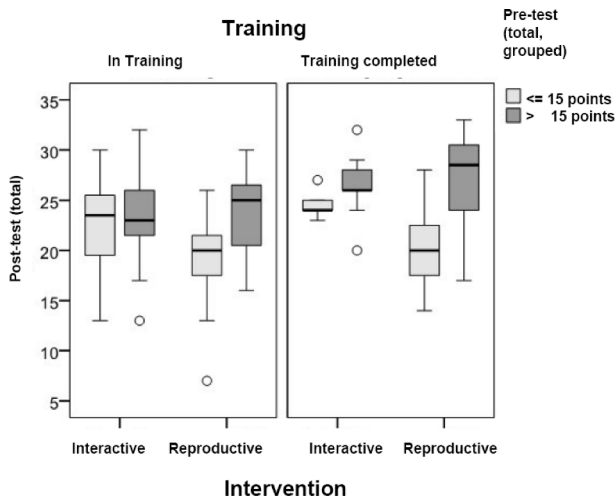 Training
In Training
Training completed
Pre-test
(total,
grouped)
<= 15 points
> 15 points
Post-test (total)
35
30
25
20
15
10
5
Interactive
Reproductive
Interactive
Reproductive
Intervention